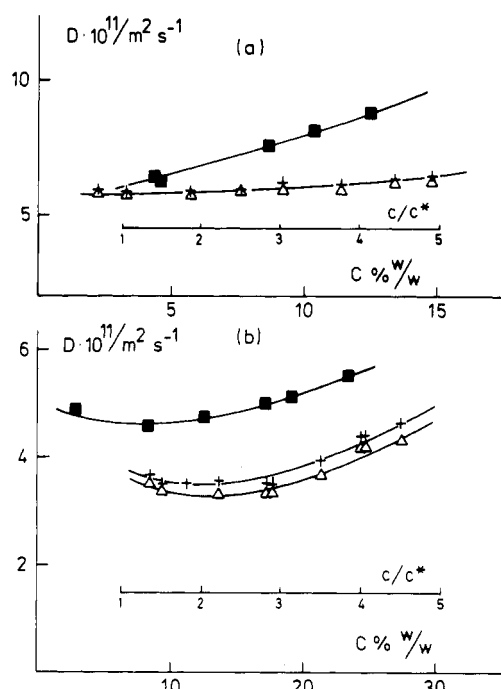 D · 10¹¹/m² s⁻¹
(a)
10
5
c/c*
1 2 3 4 5
C % w/w
5 10 15
D · 10¹¹/m² s⁻¹
(b)
6
4
2
c/c*
1 2 3 4 5
C % w/w
10 30